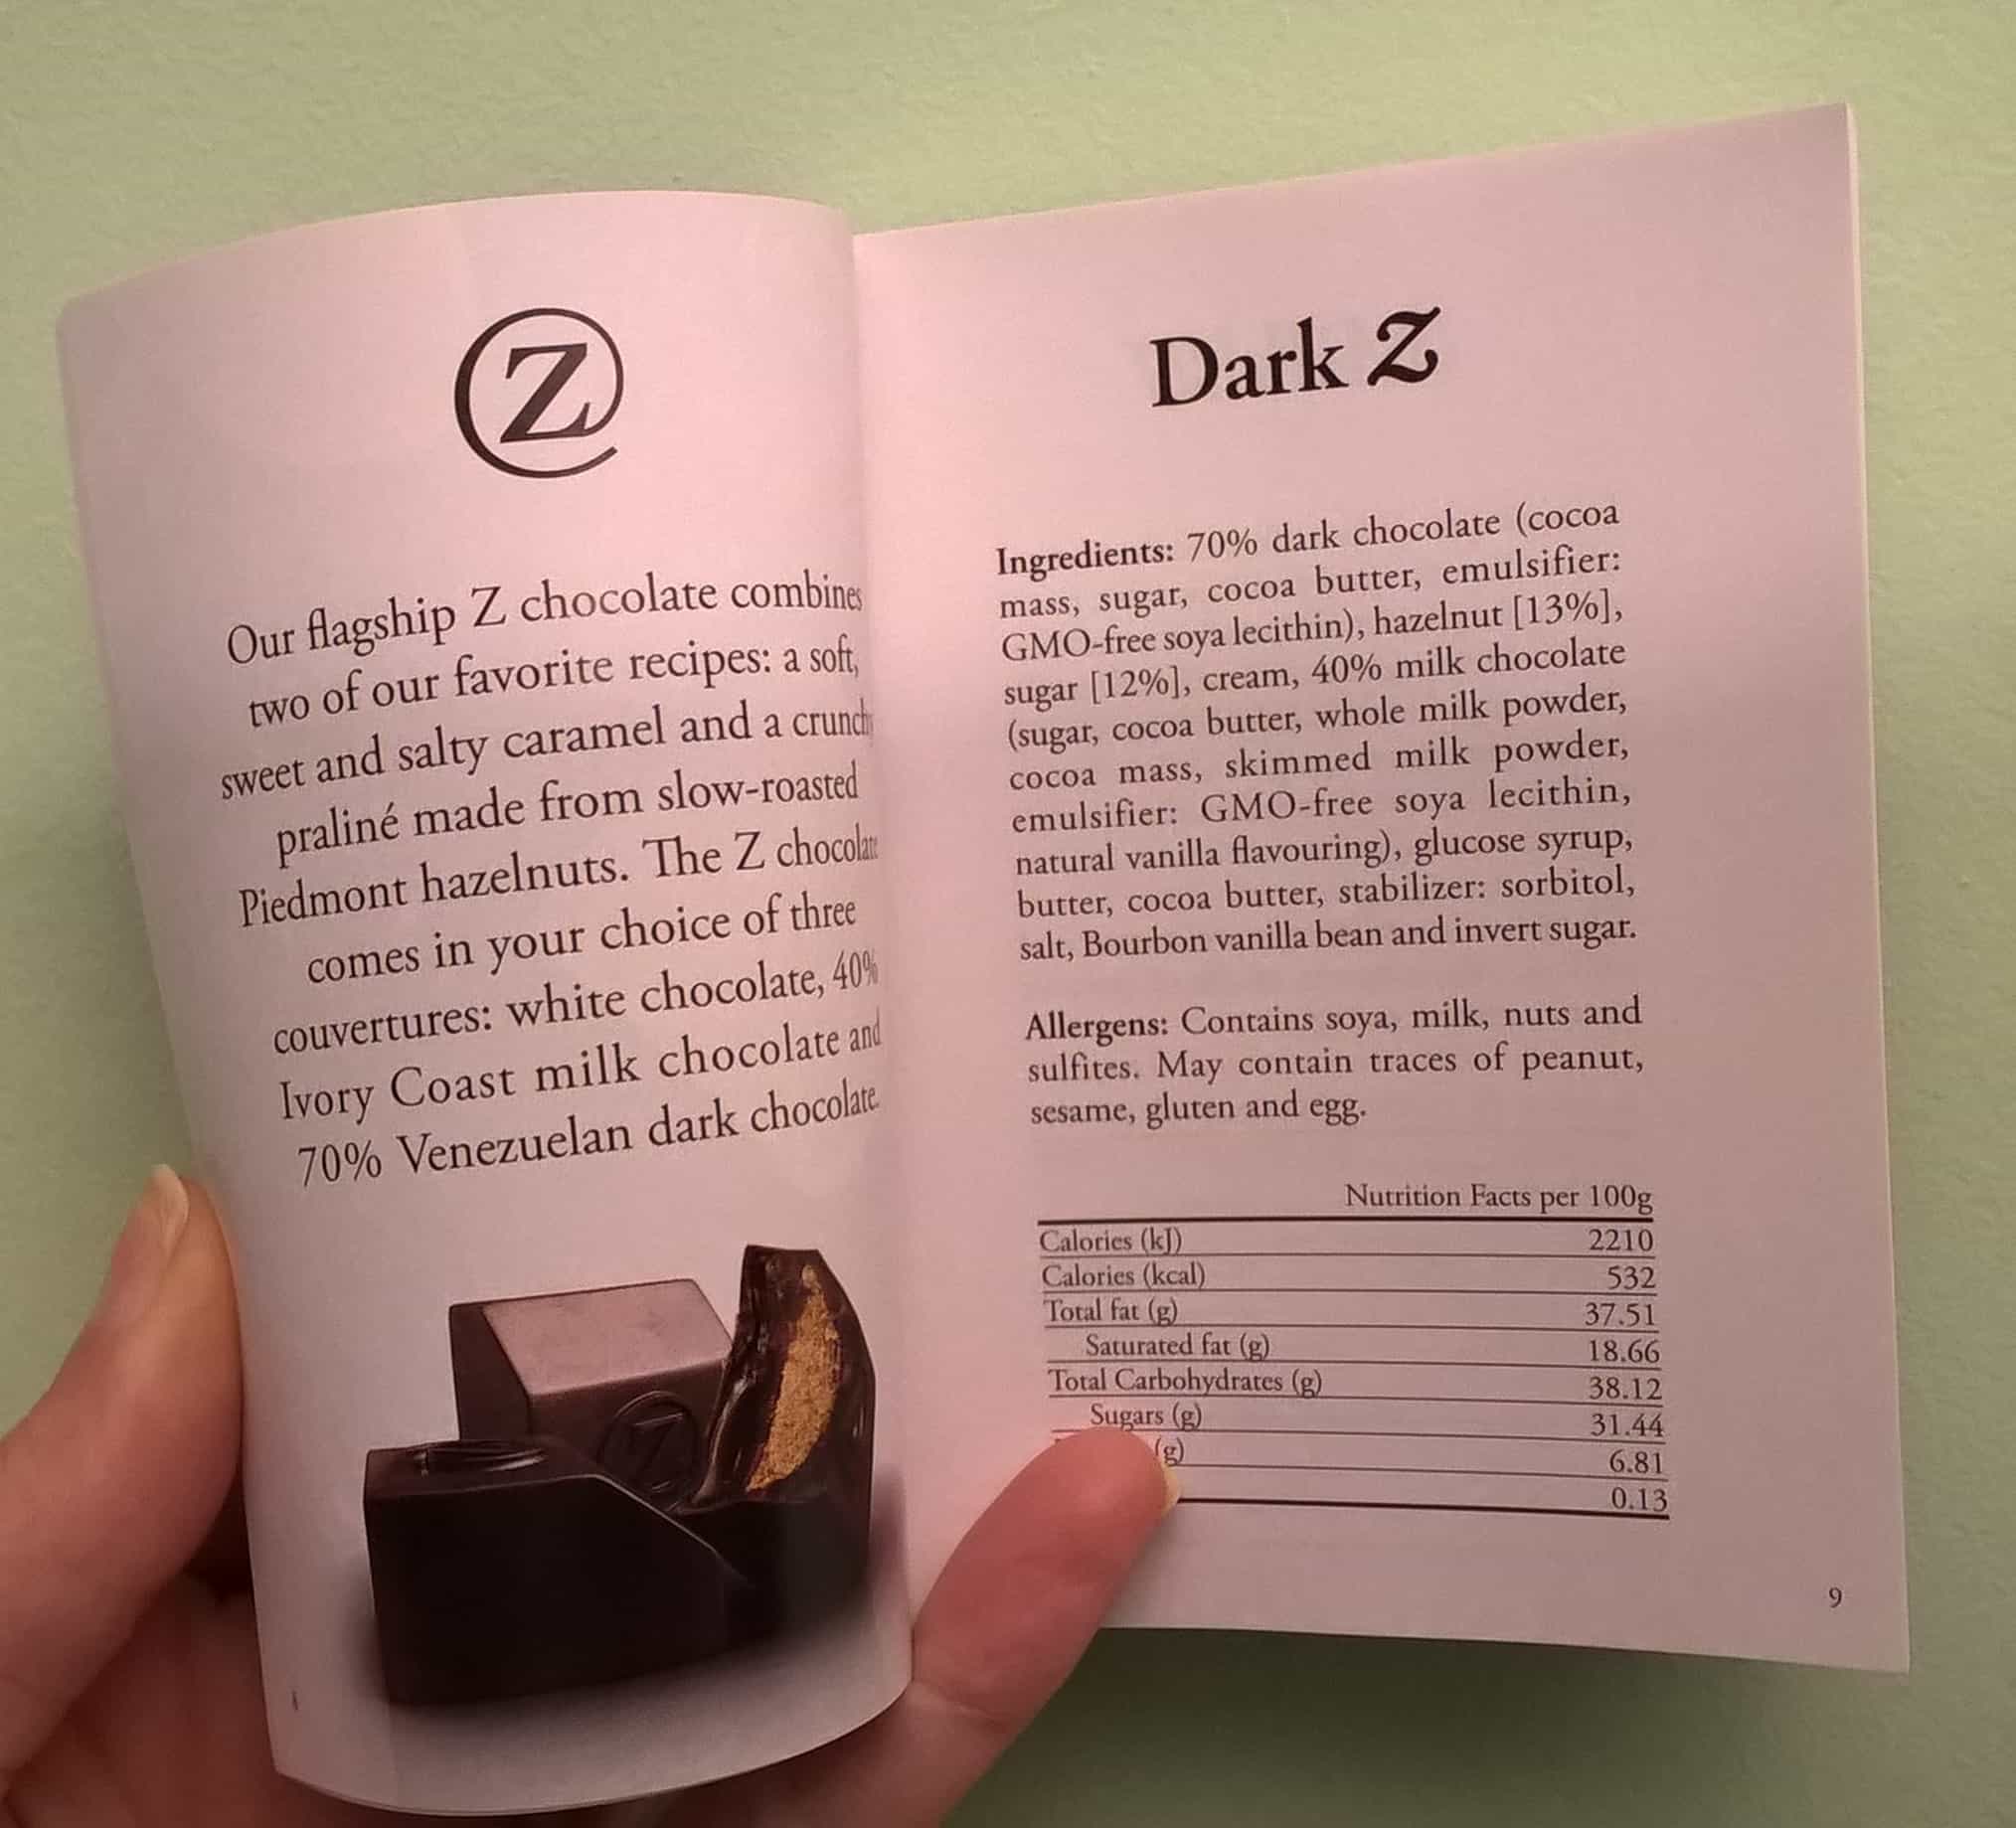 Z
Our flagship Z chocolate combines
two of our favorite recipes: a soft,
sweet and salty caramel and a crunch
praliné made from slow-roasted
Piedmont hazelnuts. The Z chocolate
comes in your choice of three
couvertures: white chocolate, 40%
Ivory Coast milk chocolate and
70% Venezuelan dark chocolate.
Z
Dark Z
Ingredients: 70% dark chocolate (cocoa
mass, sugar, cocoa butter, emulsifier:
GMO-free soya lecithin), hazelnut [13%],
sugar [12%], cream, 40% milk chocolate
(sugar, cocoa butter, whole milk powder,
cocoa mass, skimmed milk powder,
emulsifier: GMO-free soya lecithin,
natural vanilla flavouring), glucose syrup,
butter, cocoa butter, stabilizer: sorbitol,
salt, Bourbon vanilla bean and invert sugar.
Allergens: Contains soya, milk, nuts and
sulfites. May contain traces of peanut,
sesame, gluten and egg.
Nutrition Facts per 100g
Calories (kJ) 2210
Calories (kcal) 532
Total fat (g) 37.51
Saturated fat (g) 18.66
Total Carbohydrates (g) 38.12
Sugars (g) 31.44
(g) 6.81
0.13
9